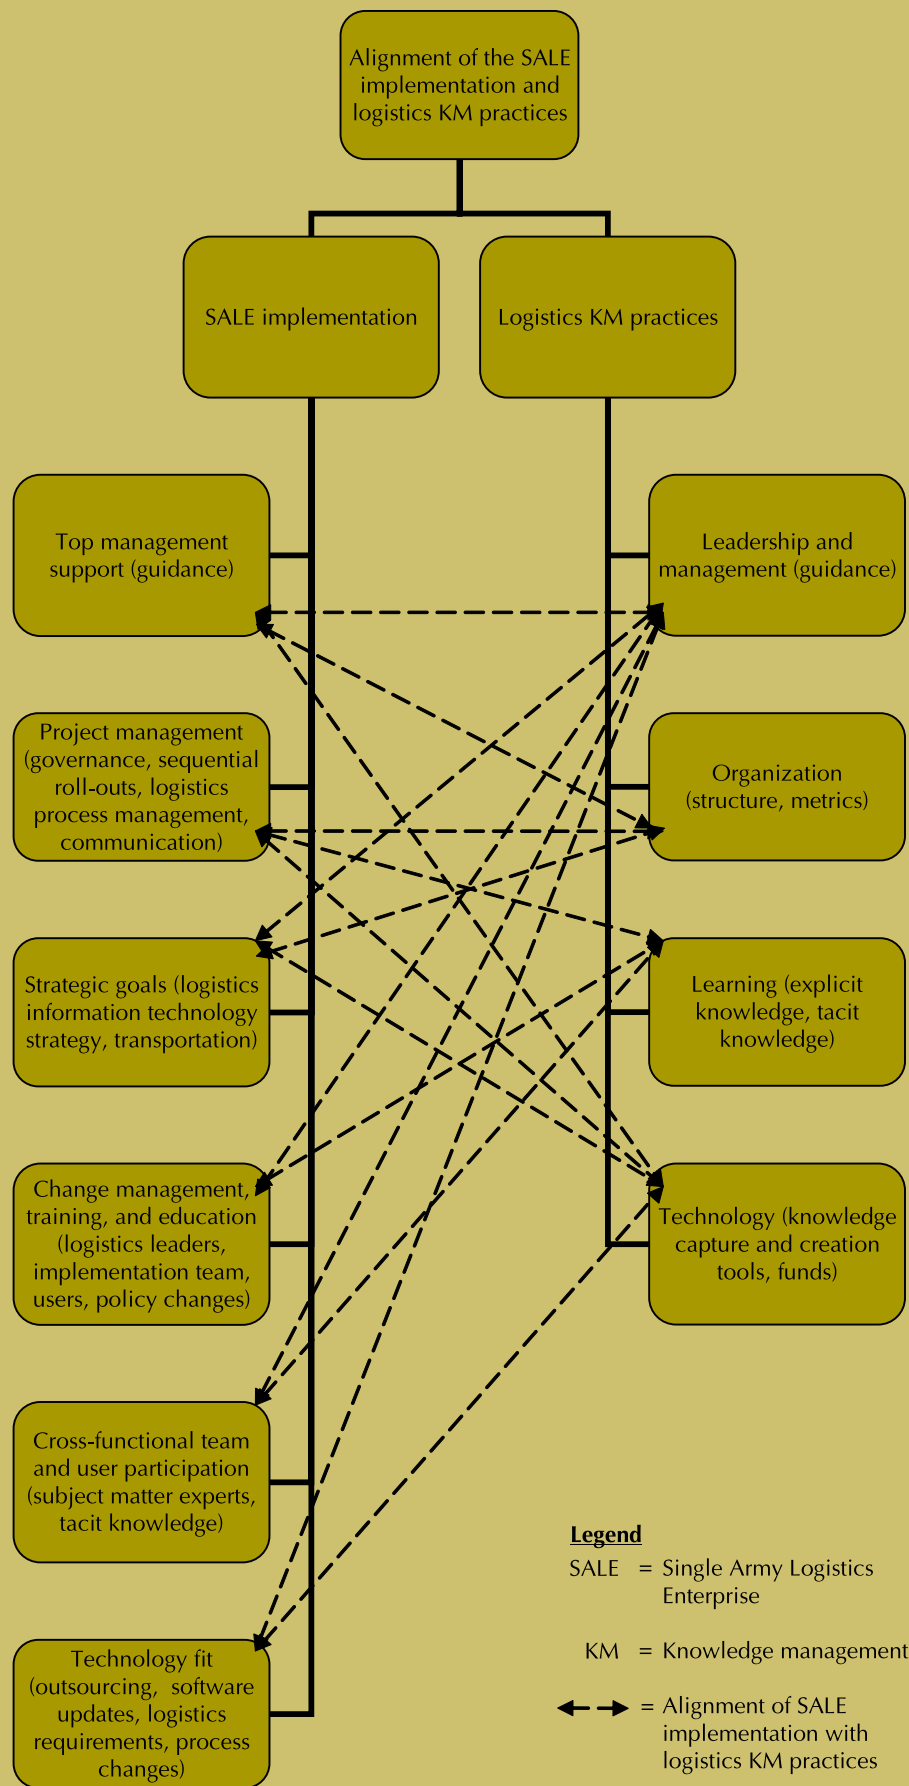 Alignment of the SALE
implementation and
logistics KM practices
SALE implementation
Logistics KM practices
Top management
support (guidance)
Leadership and
management (guidance)
Project management
(governance, sequential
roll-outs, logistics
process management,
communication)
Organization
(structure, metrics)
Strategic goals (logistics
information technology
strategy, transportation)
Learning (explicit
knowledge, tacit
knowledge)
Change management,
training, and education
(logistics leaders,
implementation team,
users, policy changes)
Technology (knowledge
capture and creation
tools, funds)
Cross-functional team
and user participation
(subject matter experts,
tacit knowledge)
Technology fit
(outsourcing, software
updates, logistics
requirements, process
changes)
Legend
SALE = Single Army Logistics
Enterprise
KM = Knowledge management
= Alignment of SALE
implementation with
logistics KM practices